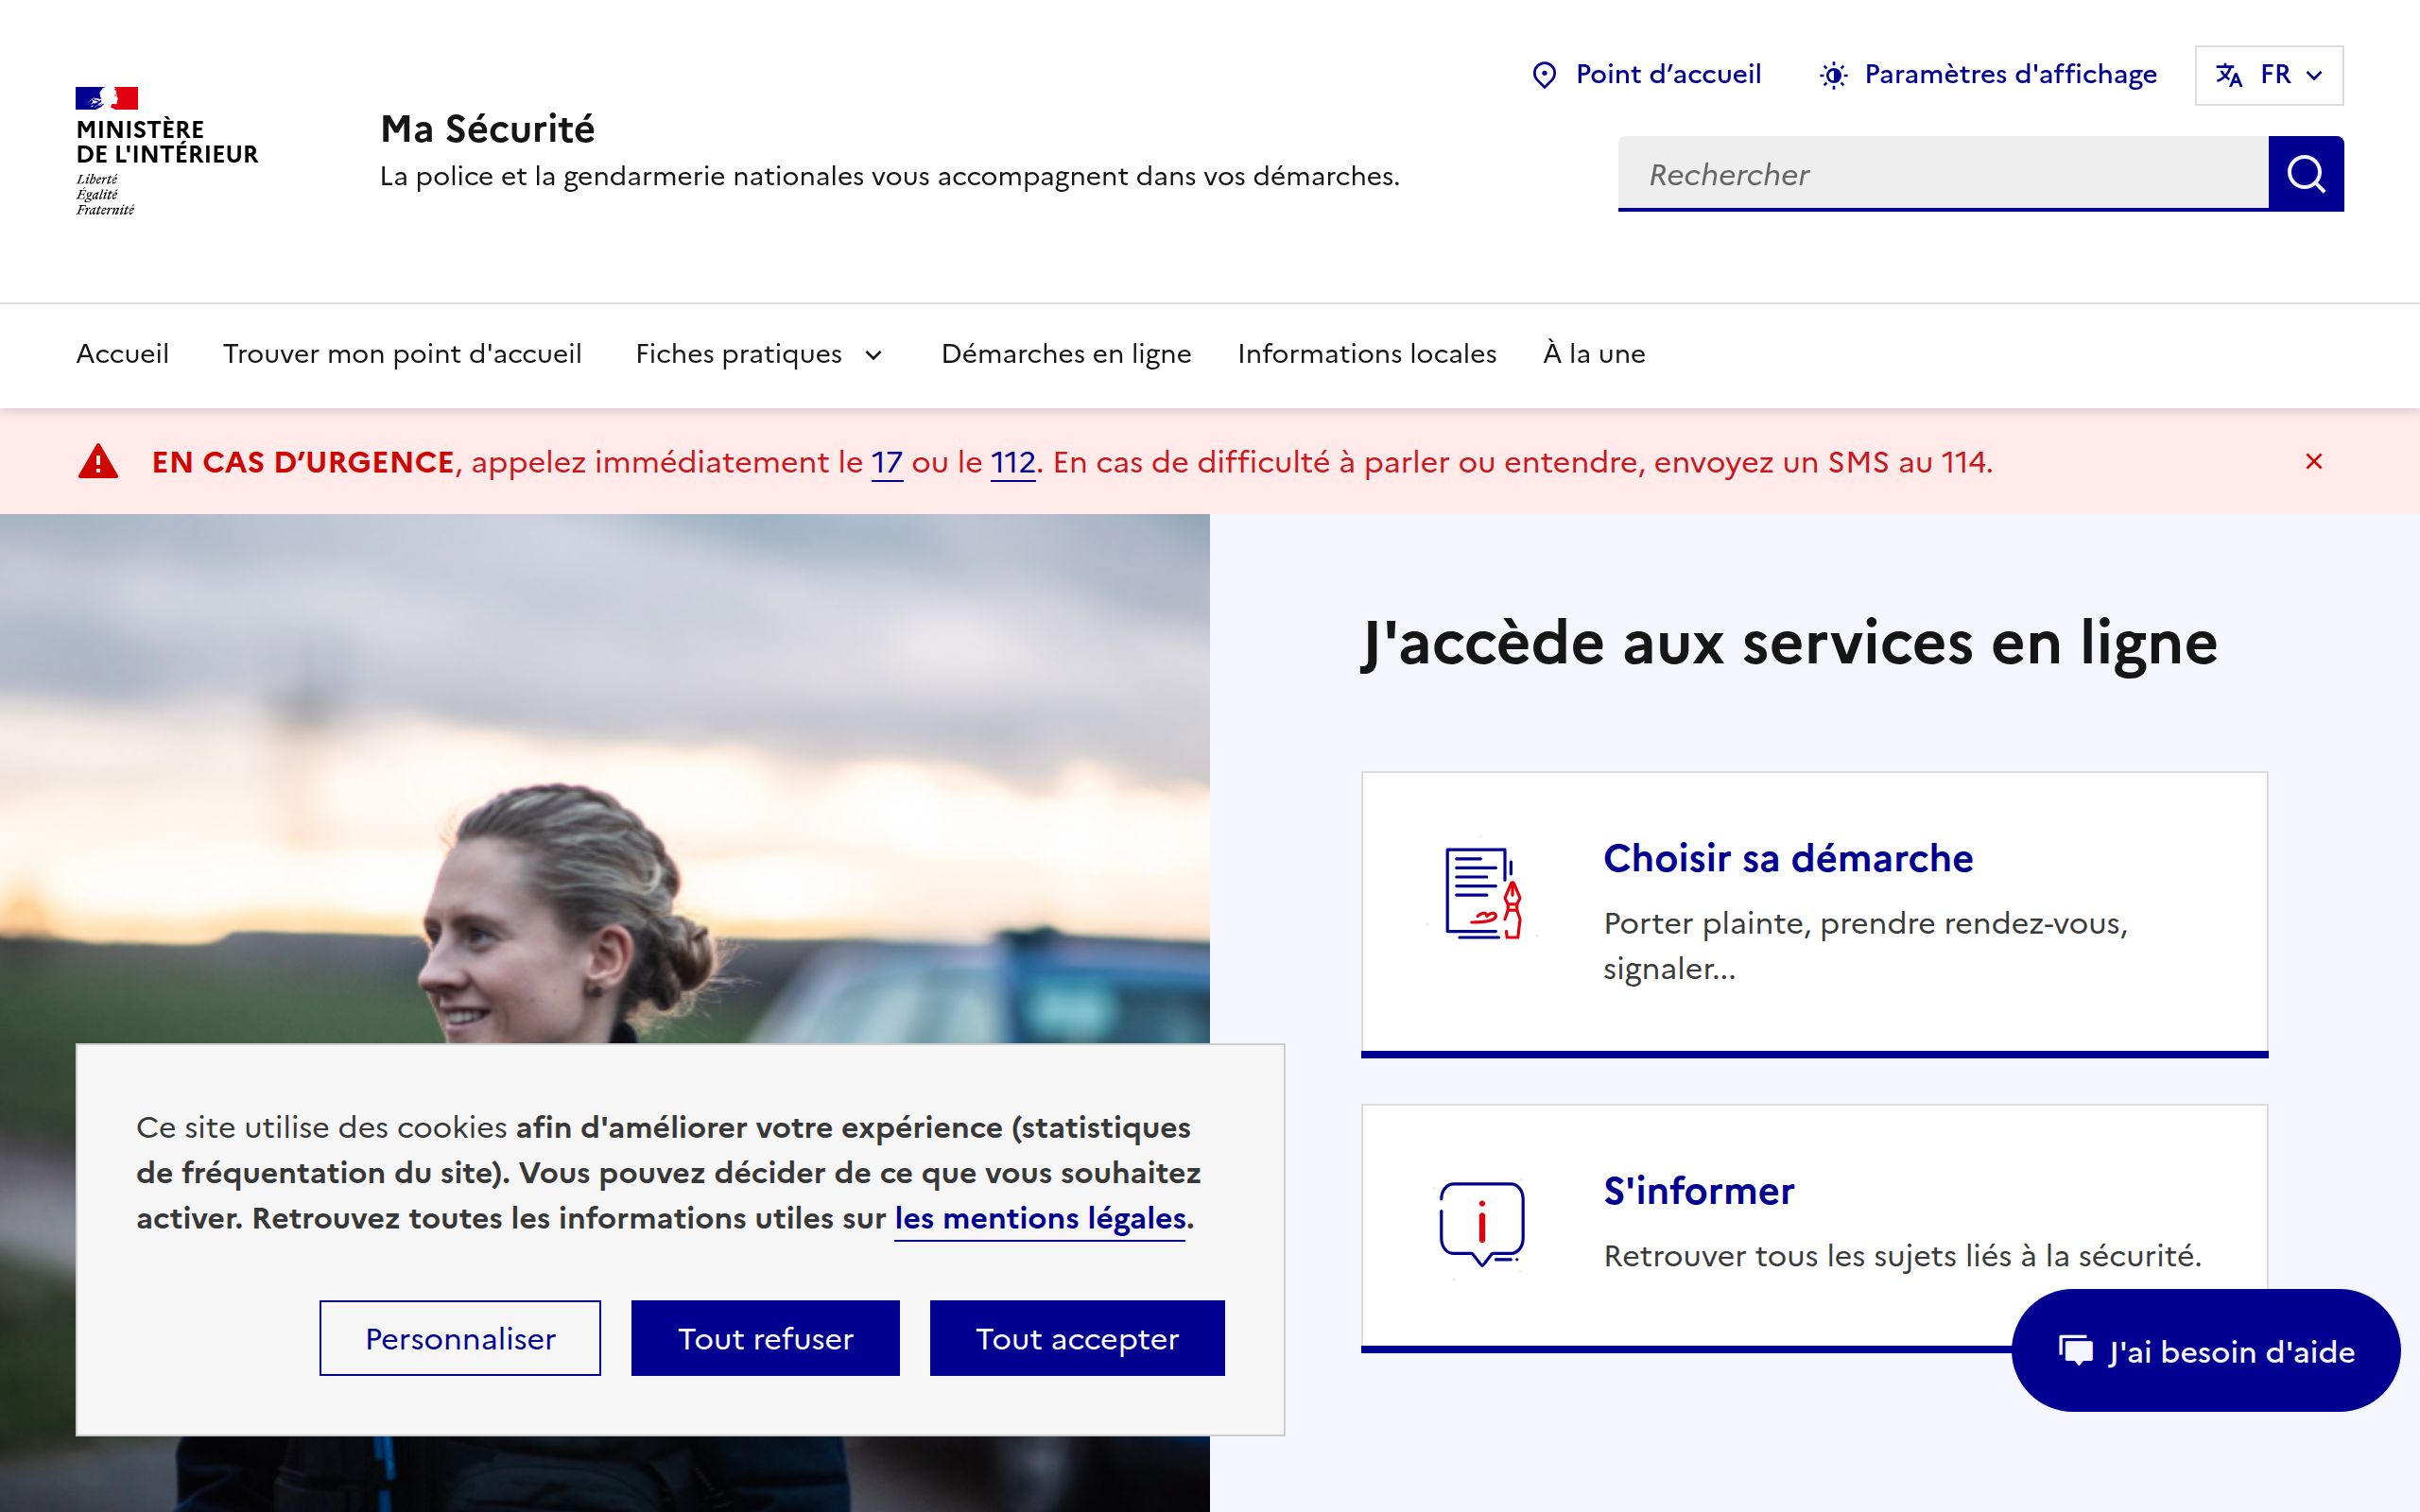 Point d’accueil
Paramètres d'affichage
FR
MINISTÈRE
DE L'INTÉRIEUR
Liberté
Égalité
Fraternité
Ma Sécurité
La police et la gendarmerie nationales vous accompagnent dans vos démarches.
Rechercher
Accueil
Trouver mon point d'accueil
Fiches pratiques
Démarches en ligne
Informations locales
À la une
EN CAS D’URGENCE, appelez immédiatement le 17 ou le 112. En cas de difficulté à parler ou entendre, envoyez un SMS au 114.
J'accède aux services en ligne
Choisir sa démarche
Porter plainte, prendre rendez-vous,
signaler...
S'informer
Retrouver tous les sujets liés à la sécurité.
Ce site utilise des cookies afin d'améliorer votre expérience (statistiques
de fréquentation du site). Vous pouvez décider de ce que vous souhaitez
activer. Retrouvez toutes les informations utiles sur les mentions légales.
Personnaliser
Tout refuser
Tout accepter
J'ai besoin d'aide